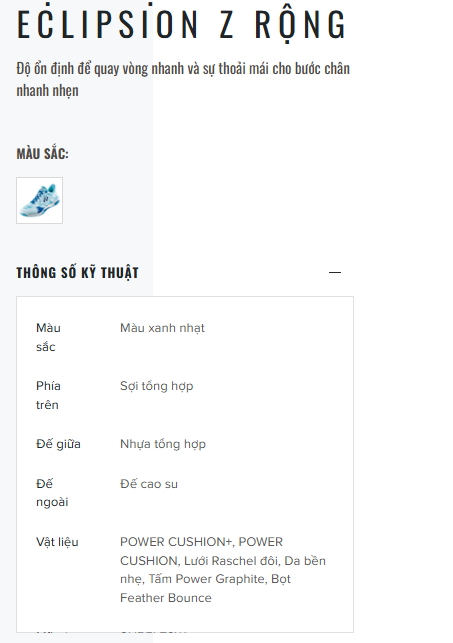 ECLIPSION Z RỘNG
Độ ổn định để quay vòng nhanh và sự thoải mái cho bước chân
nhanh nhẹn
MÀU SẮC:
THÔNG SỐ KỸ THUẬT
Màu
sắc
Màu xanh nhạt
Phía
trên
Sợi tổng hợp
Đế giữa
Nhựa tổng hợp
Đế
ngoài
Đế cao su
Vật liệu
POWER CUSHION+, POWER
CUSHION, Lưới Raschel đôi, Da bền
nhẹ, Tấm Power Graphite, Bọt
Feather Bounce